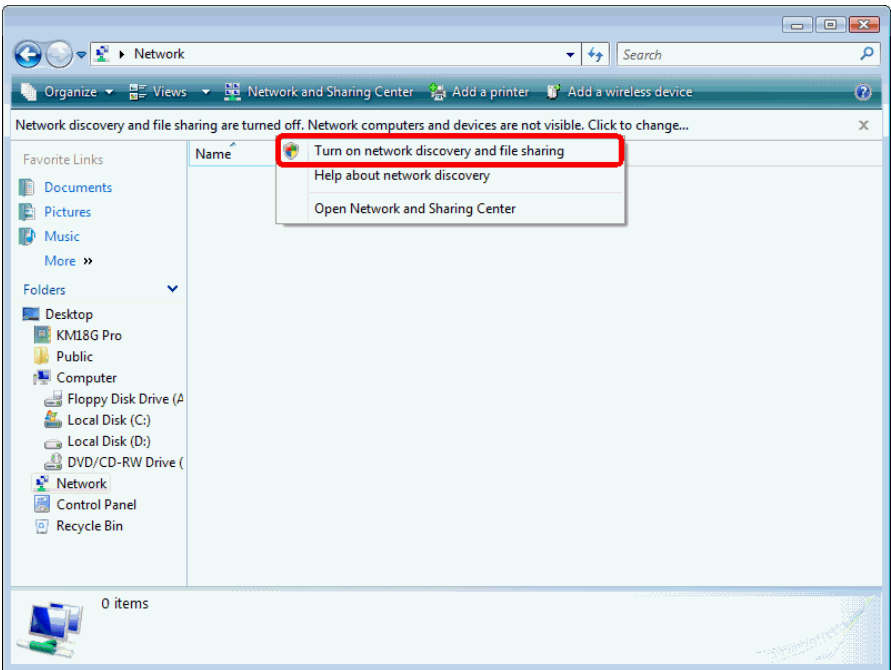 Network
Search
Organize Views Network and Sharing Center Add a printer Add a wireless device
Network discovery and file sharing are turned off. Network computers and devices are not visible. Click to change...
Favorite Links
Documents
Pictures
Music
More »
Folders
Desktop
KM18G Pro
Public
Computer
Floppy Disk Drive (A
Local Disk (C:)
Local Disk (D:)
DVD/CD-RW Drive (
Network
Control Panel
Recycle Bin
Name
Turn on network discovery and file sharing
Help about network discovery
Open Network and Sharing Center
0 items